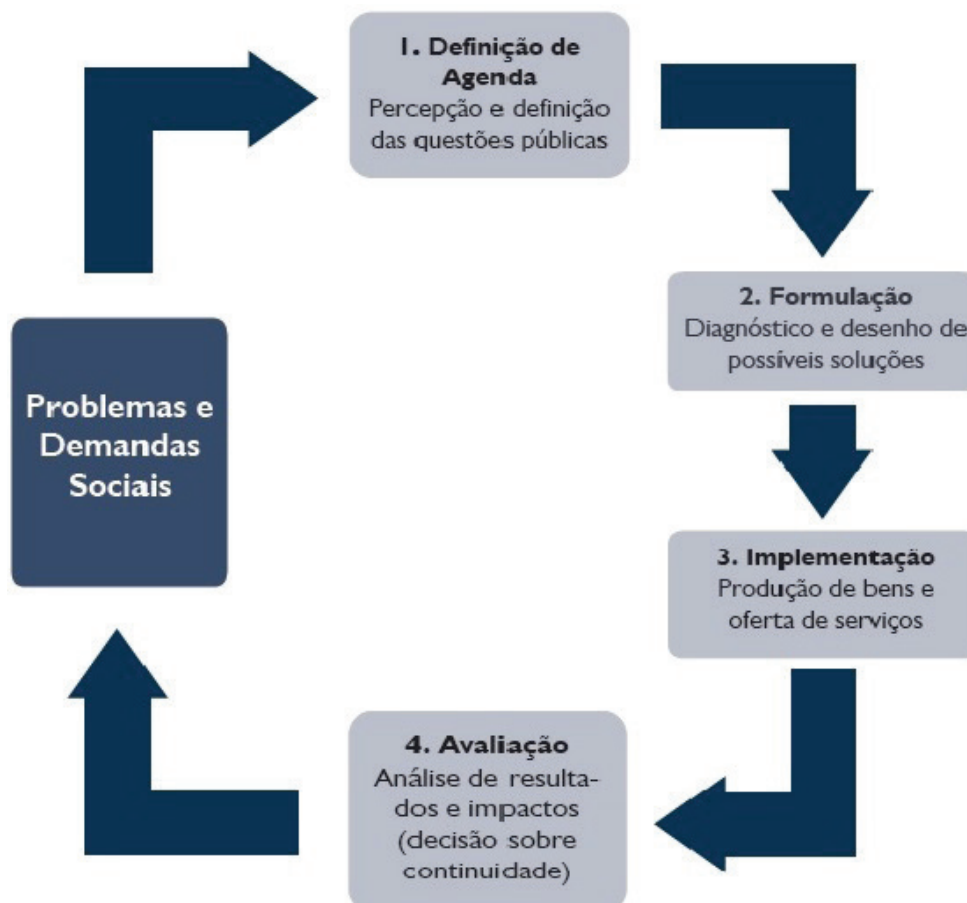 1. Definição de
Agenda
Percepção e definição
das questões públicas
2. Formulação
Diagnóstico e desenho de
possíveis soluções
Problemas e
Demandas
Sociais
3. Implementação
Produção de bens e
oferta de serviços
4. Avaliação
Análise de resulta-
dos e impactos
(decisão sobre
continuidade)